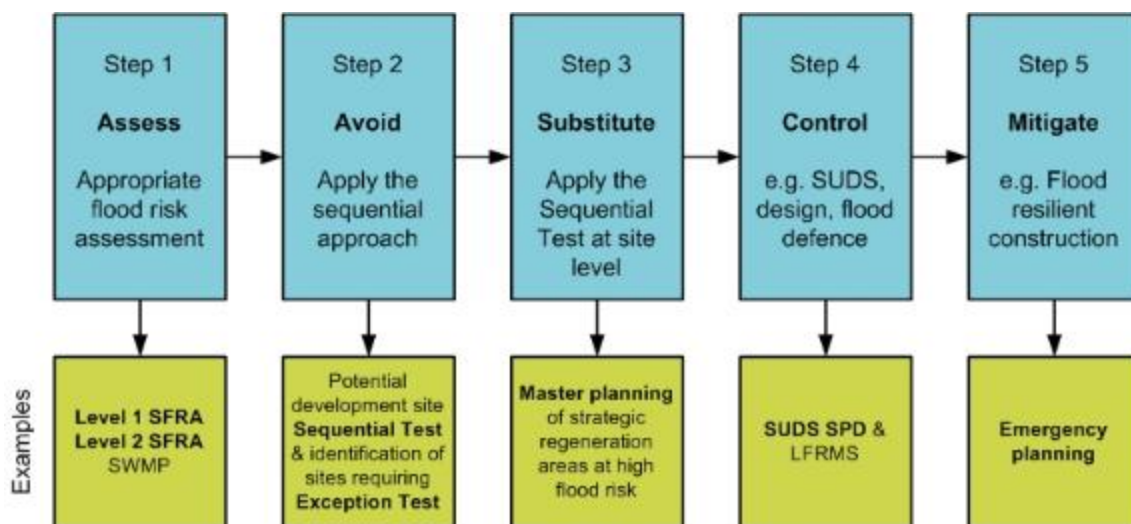 Step 1
Assess
Appropriate
flood risk
assessment
Step 2
Avoid
Apply the
sequential
approach
Step 3
Substitute
Apply the
Sequential
Test at site
level
Step 4
Control
e.g. SUDS,
design, flood
defence
Step 5
Mitigate
e.g. Flood
resilient
construction
Examples
Level 1 SFRA
Level 2 SFRA
SWMP
Potential
development site
Sequential Test
& identification of
sites requiring
Exception Test
Master planning
of strategic
regeneration
areas at high
flood risk
SUDS SPD &
LFRMS
Emergency
planning